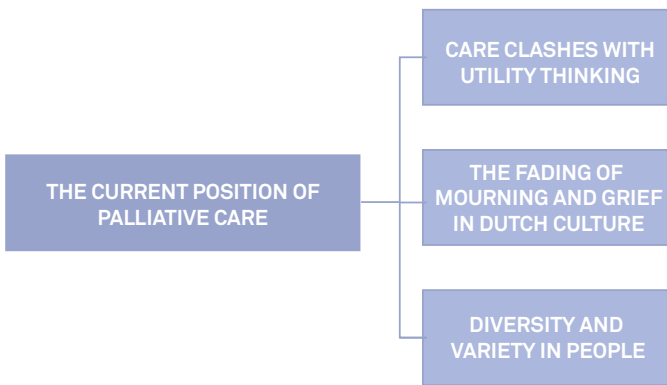 THE CURRENT POSITION OF
PALLIATIVE CARE
CARE CLASHES WITH
UTILITY THINKING
THE FADING OF
MOURNING AND GRIEF
IN DUTCH CULTURE
DIVERSITY AND
VARIETY IN PEOPLE